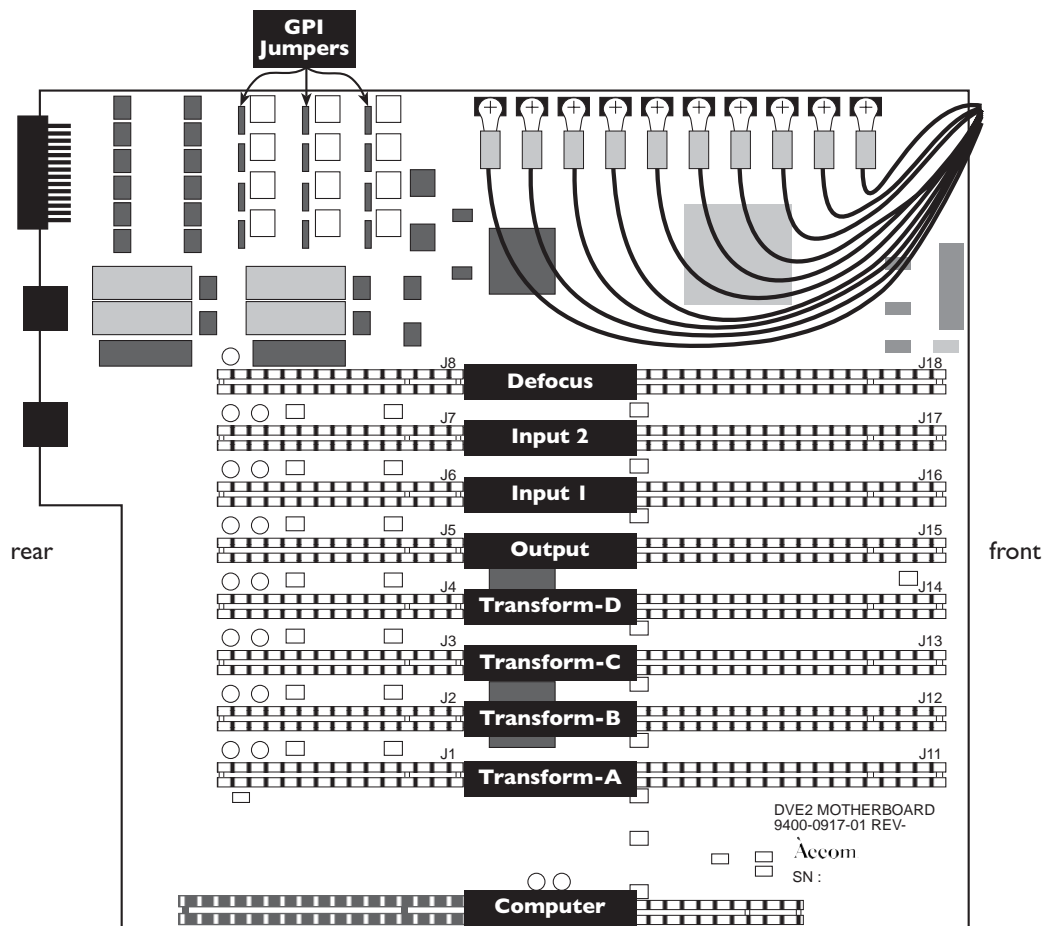 GPI
Jumpers
J8
Defocus
J18
J7
Input 2
J17
J6
Input 1
J16
J5
Output
J15
rear
front
J4
Transform-D
J14
J3
Transform-C
J13
J2
Transform-B
J12
J1
Transform-A
J11
DVE2 MOTHERBOARD
9400-0917-01 REV-
Àccom
SN :
Computer